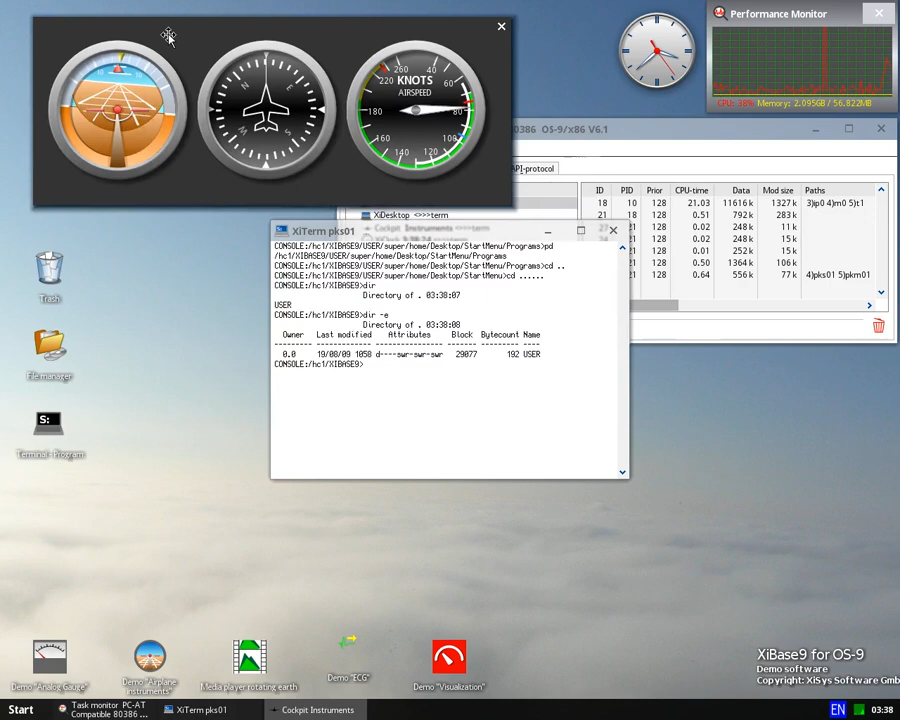 Performance Monitor
CPU: 38% Memory: 2.095GB / 56.822MB
N
E
S
W
KNOTS
AIRSPEED
40
60
80
100
120
140
160
180
220
260
0386 OS-9/x86 V6.1
API-protocol
ID PID Prior CPU-time Data Mod size Paths
18 10 128 21.03 11616 k 1327 k 3)ip0 4)m0 5)t1
21 18 128 0.51 792 k 283 k
21 128 0.02 248 k 11 k
21 128 0.02 248 k 15 k
21 128 0.01 252 k 15 k
21 128 0.50 1364 k 106 k
21 128 0.64 556 k 77 k 4)pks01 5)pkm01
XiDesktop <>>>term
Cockpit Instruments <>>>term
XiTerm pks01
CONSOLE:/hc1/XIBASE9/USER/super/home/Desktop/StartMenu/Programs>pd
/hc1/XIBASE9/USER/super/home/Desktop/StartMenu/Programs
CONSOLE:/hc1/XIBASE9/USER/super/home/Desktop/StartMenu/Programs>cd ..
CONSOLE:/hc1/XIBASE9/USER/super/home/Desktop/StartMenu>cd ......
CONSOLE:/hc1/XIBASE9>dir
Directory of . 03:38:07
USER
CONSOLE:/hc1/XIBASE9>dir -e
Directory of . 03:38:08
Owner Last modified Attributes Block Bytecount Name
0.0 19/08/09 1058 d----swr-swr-swr 29077 192 USER
CONSOLE:/hc1/XIBASE9>
Trash
File manager
S:
Terminal - Program
Demo "Analog Gauge"
Demo "Airplane
Instruments"
Media player rotating earth
Demo "ECG"
Demo "Visualization"
XiBase9 for OS-9
Demo software
Copyright: XiSys Software Gmb
Start
Task monitor PC-AT
Compatible 80386 ...
XiTerm pks01
Cockpit Instruments
EN
03:38